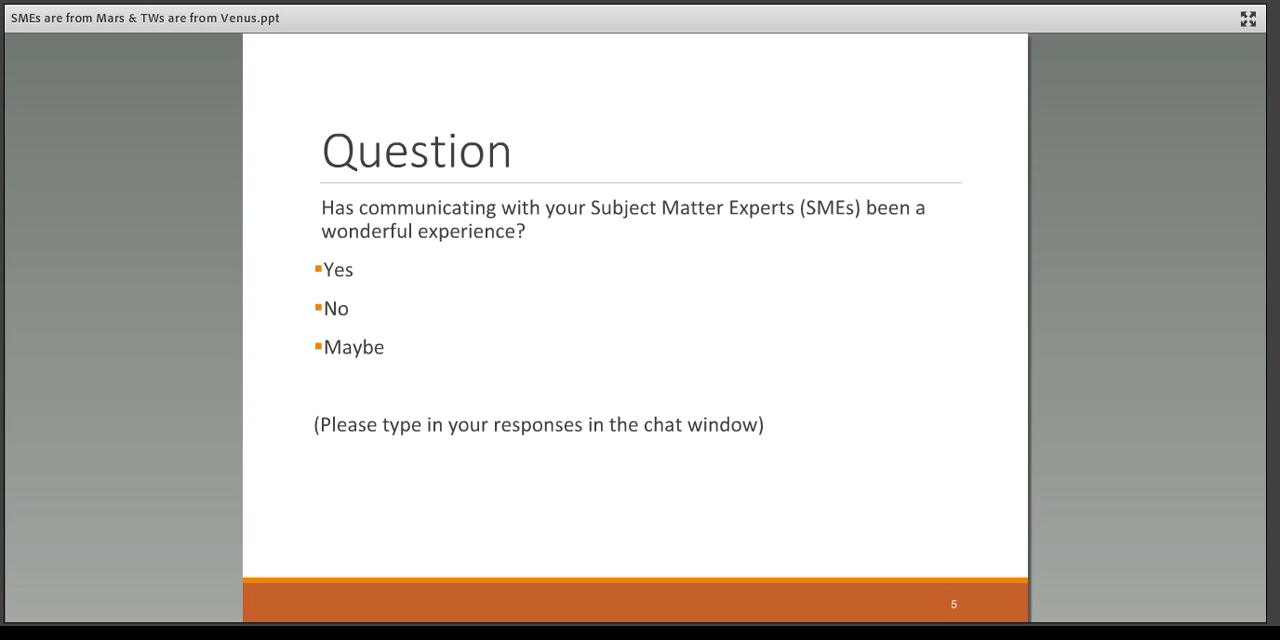 SMEs are from Mars & TWs are from Venus.ppt
Question
Has communicating with your Subject Matter Experts (SMEs) been a
wonderful experience?
Yes
No
Maybe
(Please type in your responses in the chat window)
5